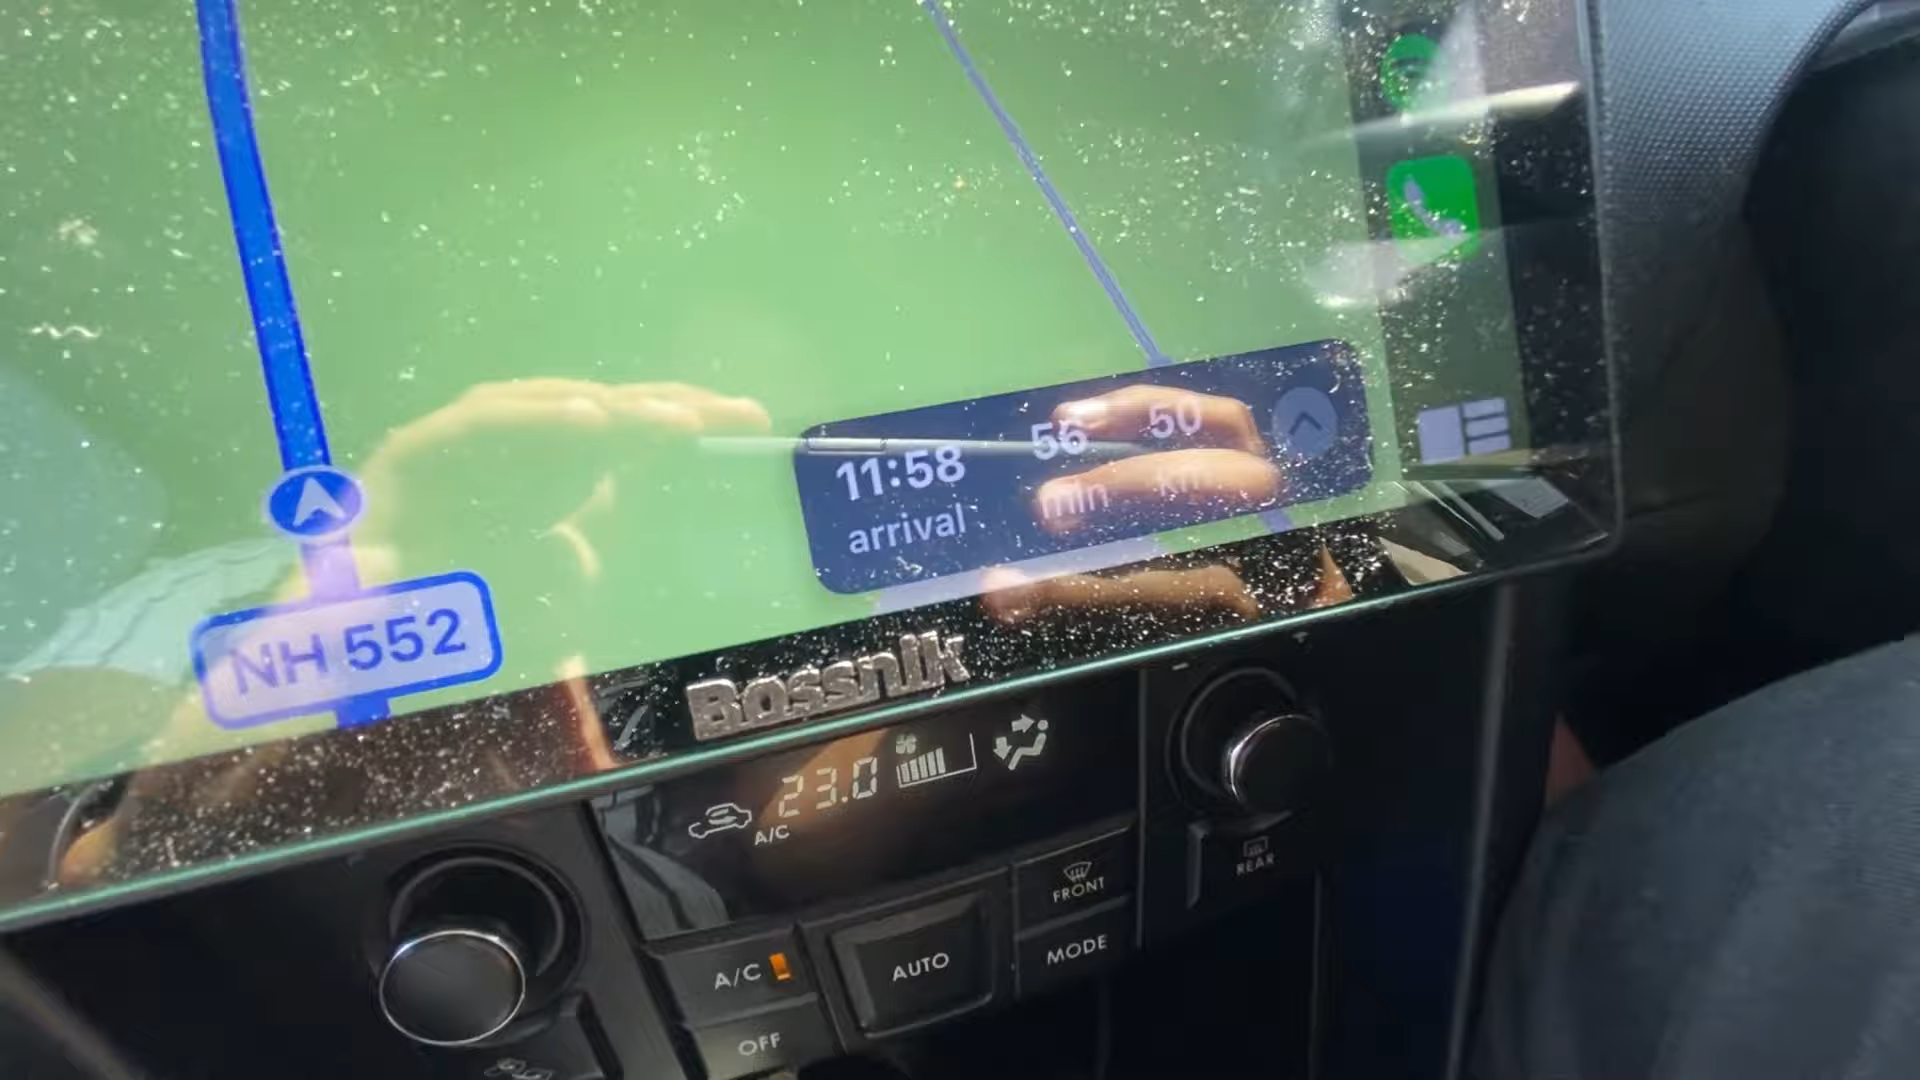 56 50
11:58 min km
arrival
NH 552
Bossnik
23.0
A/C
REAR
FRONT
A/C AUTO MODE
OFF